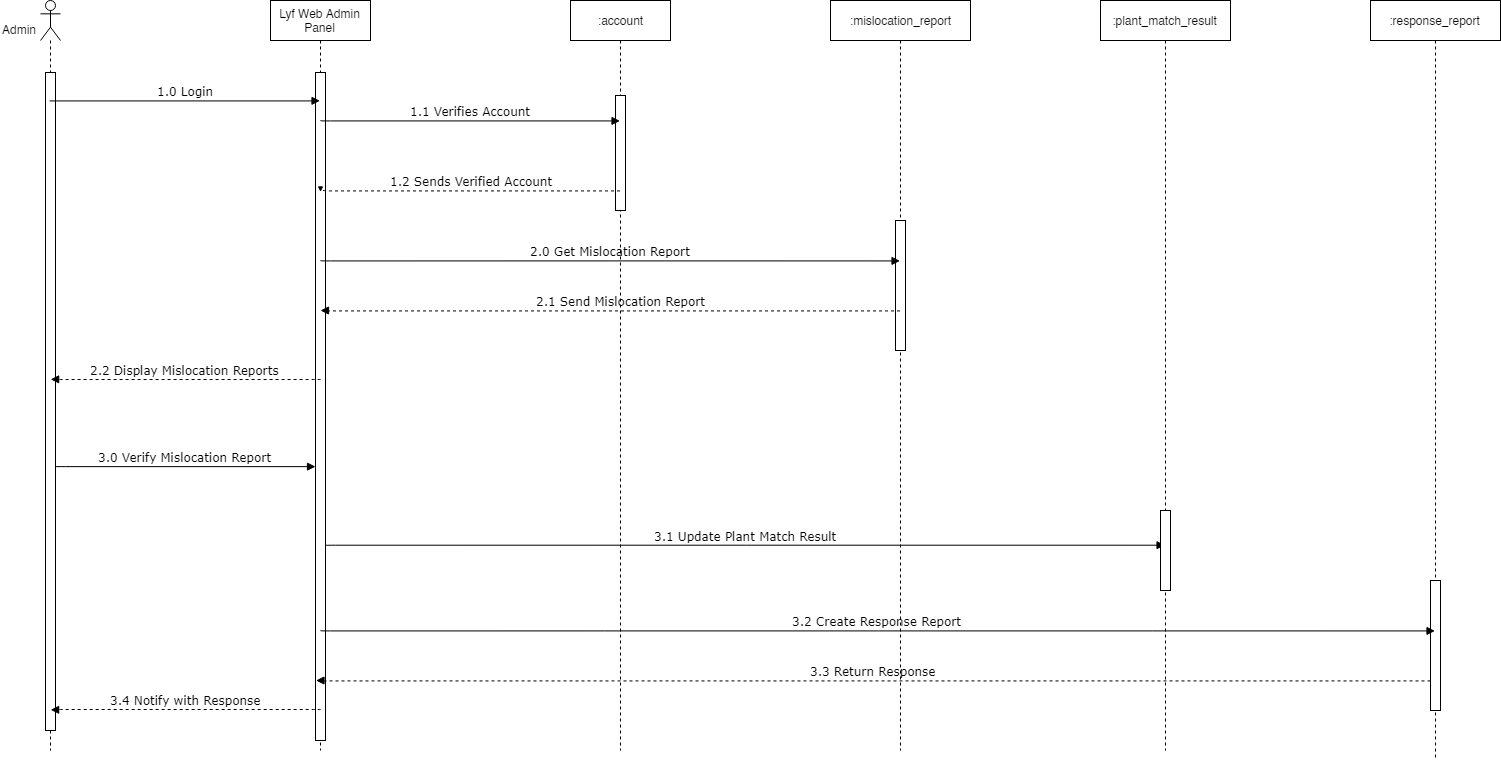 Admin
Lyf Web Admin
Panel
:account
:mislocation_report
:plant_match_result
:response_report
1.0 Login
1.1 Verifies Account
1.2 Sends Verified Account
2.0 Get Mislocation Report
2.1 Send Mislocation Report
2.2 Display Mislocation Reports
3.0 Verify Mislocation Report
3.1 Update Plant Match Result
3.2 Create Response Report
3.3 Return Response
3.4 Notify with Response